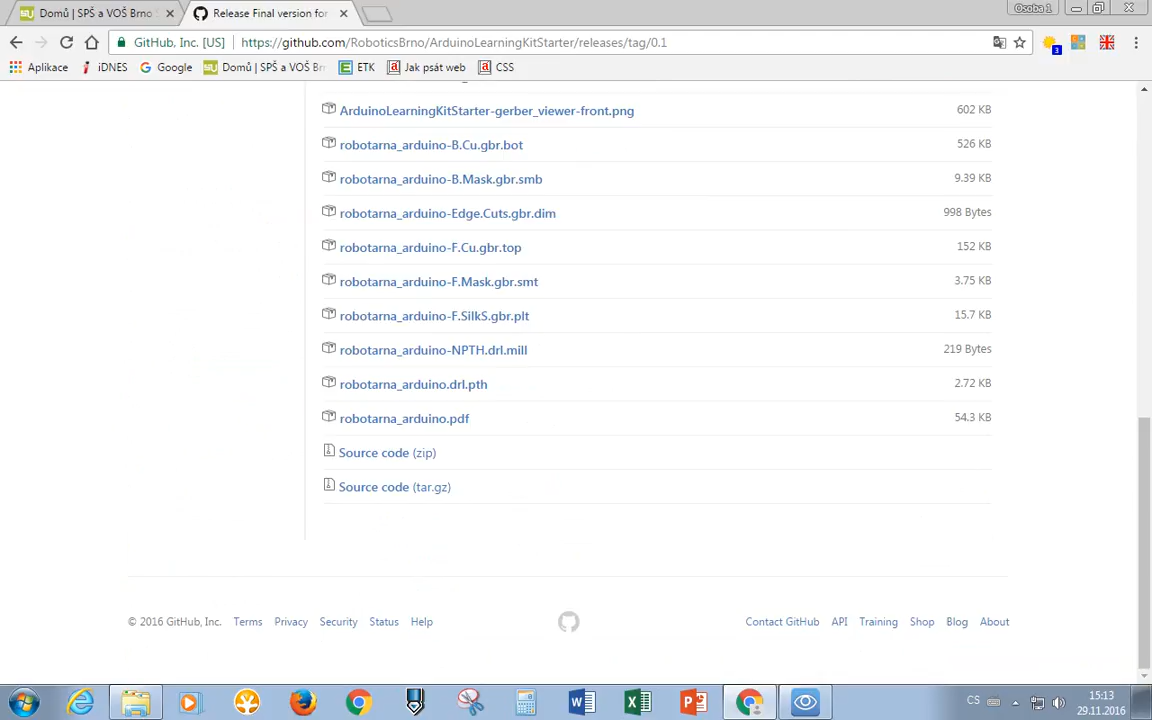 Domů | SPŠ a VOŠ Brno
Release Final version for
Osoba 1
GitHub, Inc. [US]
https://github.com/RoboticsBrno/ArduinoLearningKitStarter/releases/tag/0.1
3
Aplikace
iDNES
Google
Domů | SPŠ a VOŠ Br
ETK
Jak psát web
CSS
ArduinoLearningKitStarter-gerber_viewer-front.png 602 KB
robotarna_arduino-B.Cu.gbr.bot 526 KB
robotarna_arduino-B.Mask.gbr.smb 9.39 KB
robotarna_arduino-Edge.Cuts.gbr.dim 998 Bytes
robotarna_arduino-F.Cu.gbr.top 152 KB
robotarna_arduino-F.Mask.gbr.smt 3.75 KB
robotarna_arduino-F.SilkS.gbr.plt 15.7 KB
robotarna_arduino-NPTH.drl.mill 219 Bytes
robotarna_arduino.drl.pth 2.72 KB
robotarna_arduino.pdf 54.3 KB
Source code (zip)
Source code (tar.gz)
© 2016 GitHub, Inc. Terms Privacy Security Status Help Contact GitHub API Training Shop Blog About
CS
15:13
29.11.2016